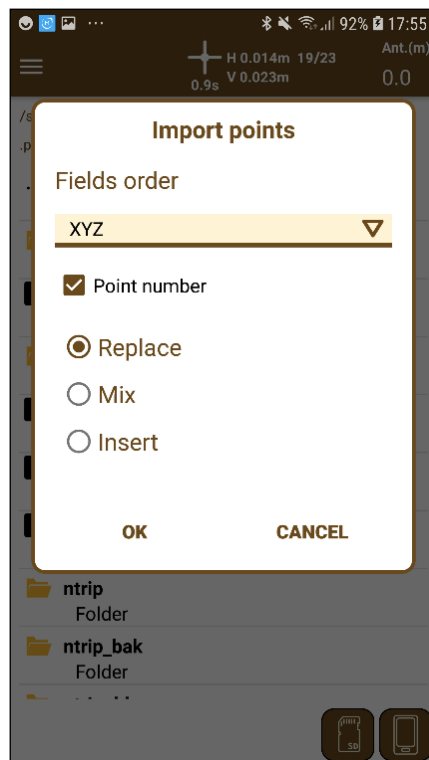 92% 17:55
H 0.014m 19/23 Ant.(m)
0.9s V 0.023m 0.0
/s
.p
Import points
Fields order
XYZ
Point number
Replace
Mix
Insert
OK CANCEL
ntrip
Folder
ntrip_bak
Folder
SD